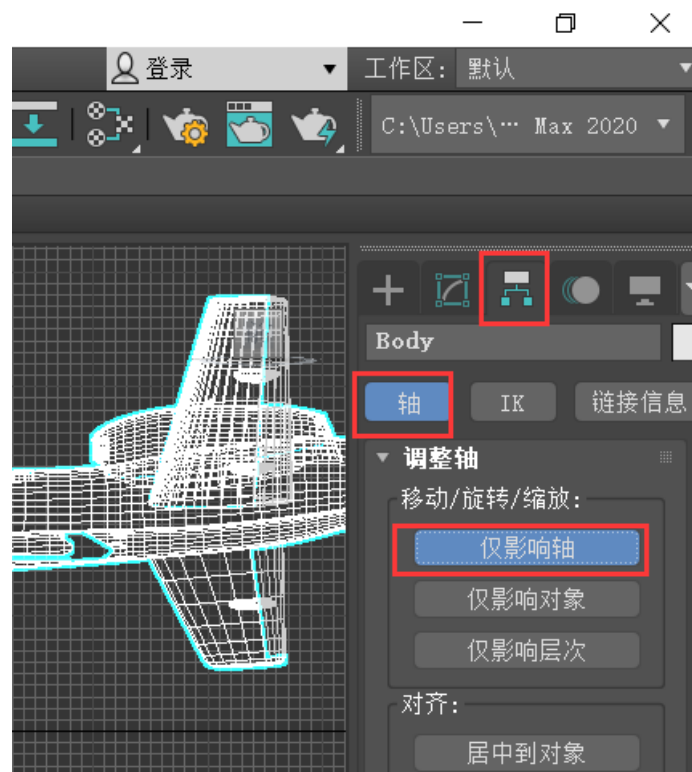 登录
工作区: 默认
C:\Users\… Max 2020
Body
轴 IK 链接信息
调整轴
移动/旋转/缩放:
仅影响轴
仅影响对象
仅影响层次
对齐:
居中到对象